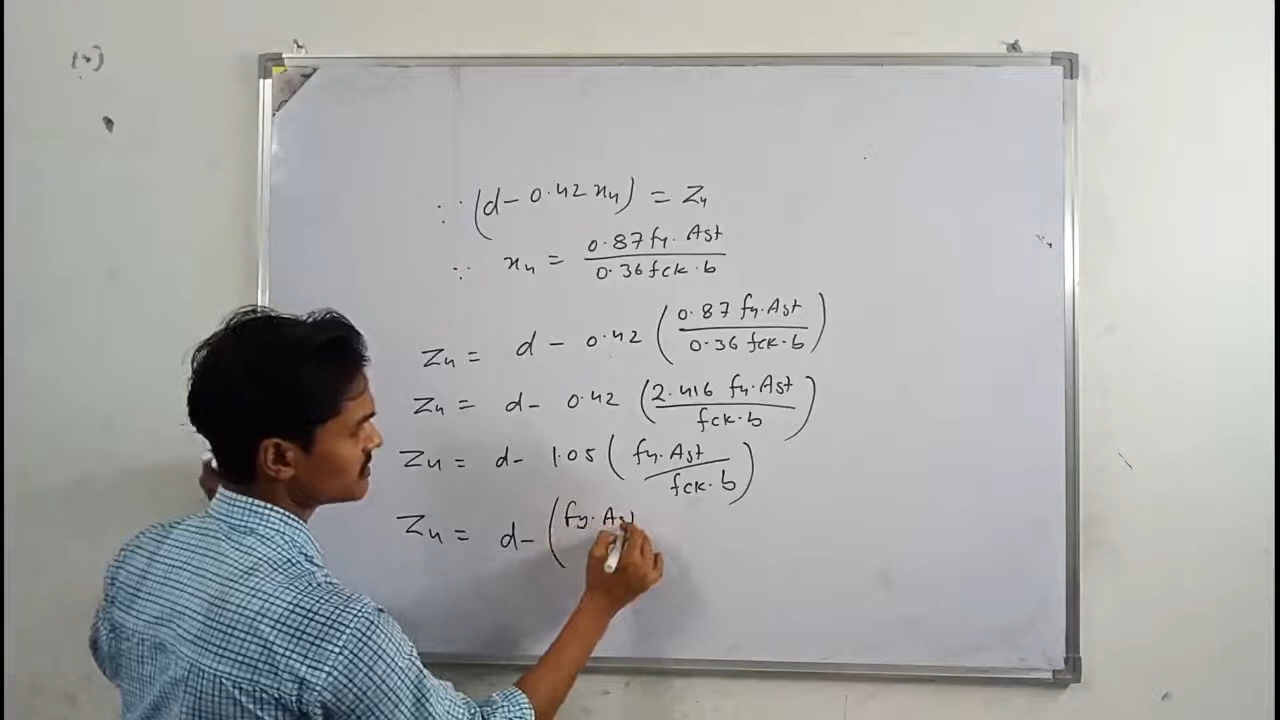 ∵ (d - 0.42 xu) = Zu
∵ xu = 0.87 fy. Ast / 0.36 fck. b
Zu = d - 0.42 (0.87 fy. Ast / 0.36 fck. b)
Zu = d - 0.42 (2.416 fy. Ast / fck. b)
Zu = d - 1.05 (fy. Ast / fck. b)
Zu = d - (fy. Ast